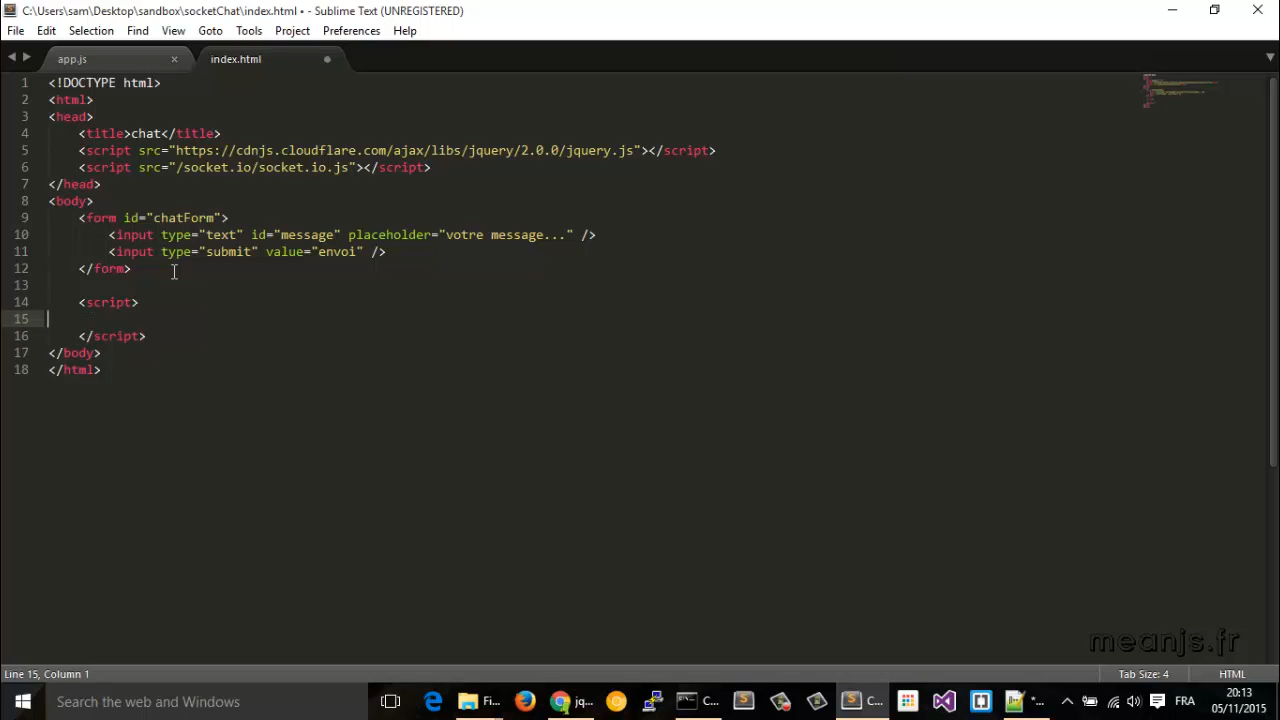 C:\Users\sam\Desktop\sandbox\socketChat\index.html • - Sublime Text (UNREGISTERED)
File Edit Selection Find View Goto Tools Project Preferences Help
app.js × index.html
1 <!DOCTYPE html>
2 <html>
3 <head>
4 <title>chat</title>
5 <script src="https://cdnjs.cloudflare.com/ajax/libs/jquery/2.0.0/jquery.js"></script>
6 <script src="/socket.io/socket.io.js"></script>
7 </head>
8 <body>
9 <form id="chatForm">
10 <input type="text" id="message" placeholder="votre message..." />
11 <input type="submit" value="envoi" />
12 </form>
13
14 <script>
15
16 </script>
17 </body>
18 </html>
meanjs.fr
Line 15, Column 1 Tab Size: 4 HTML
Search the web and Windows Fi... jq... C... C... "... FRA 20:13
05/11/2015